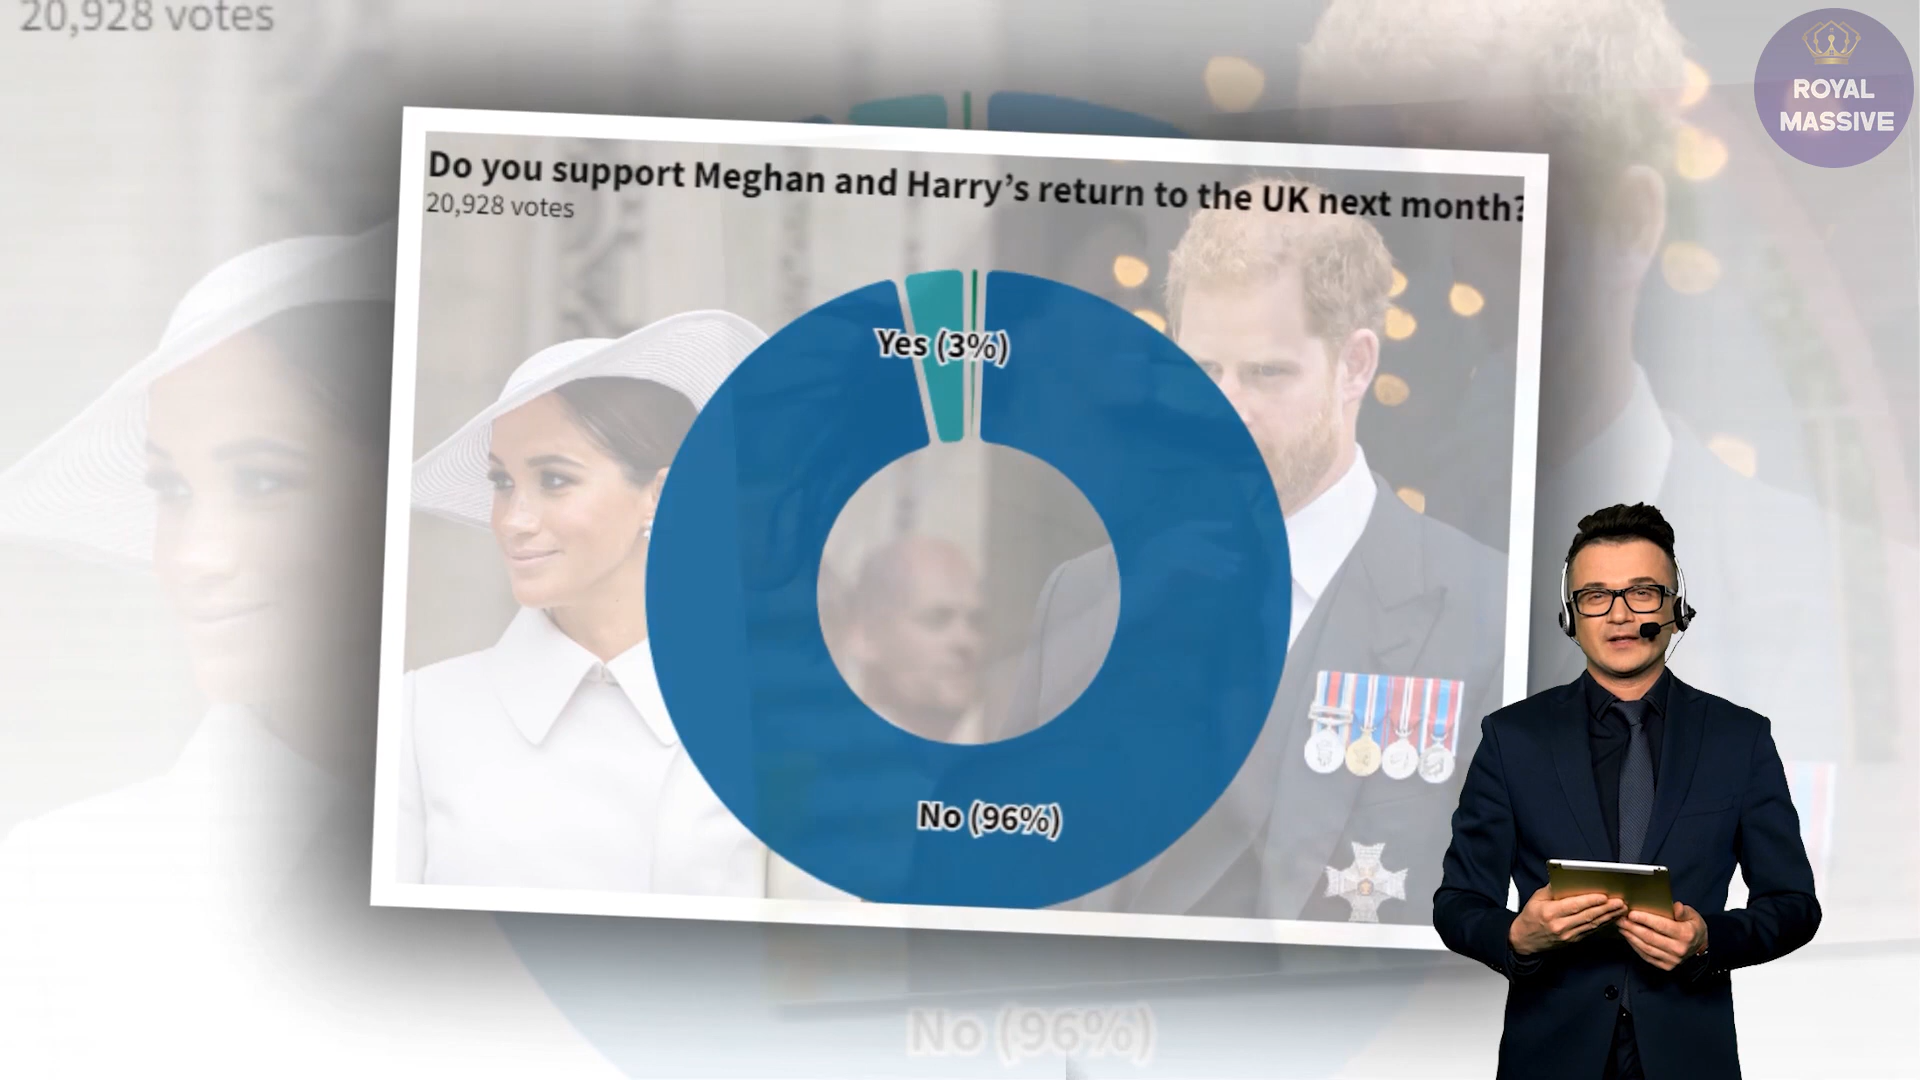 20,928 votes
ROYAL
MASSIVE
Do you support Meghan and Harry's return to the UK next month?
20,928 votes
Yes (3%)
No (96%)
No (96%)